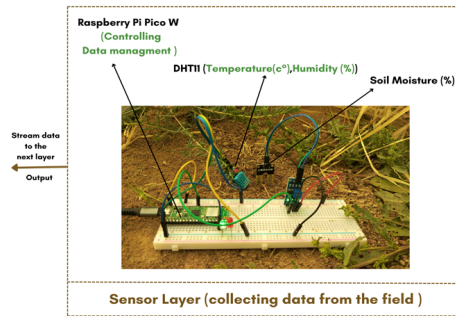 Raspberry Pi Pico W
(Controlling
Data managment )
DHT11 (Temperature(c°),Humidity (%))
Soil Moisture (%)
Stream data
to the
next layer
Output
Sensor Layer (collecting data from the field )